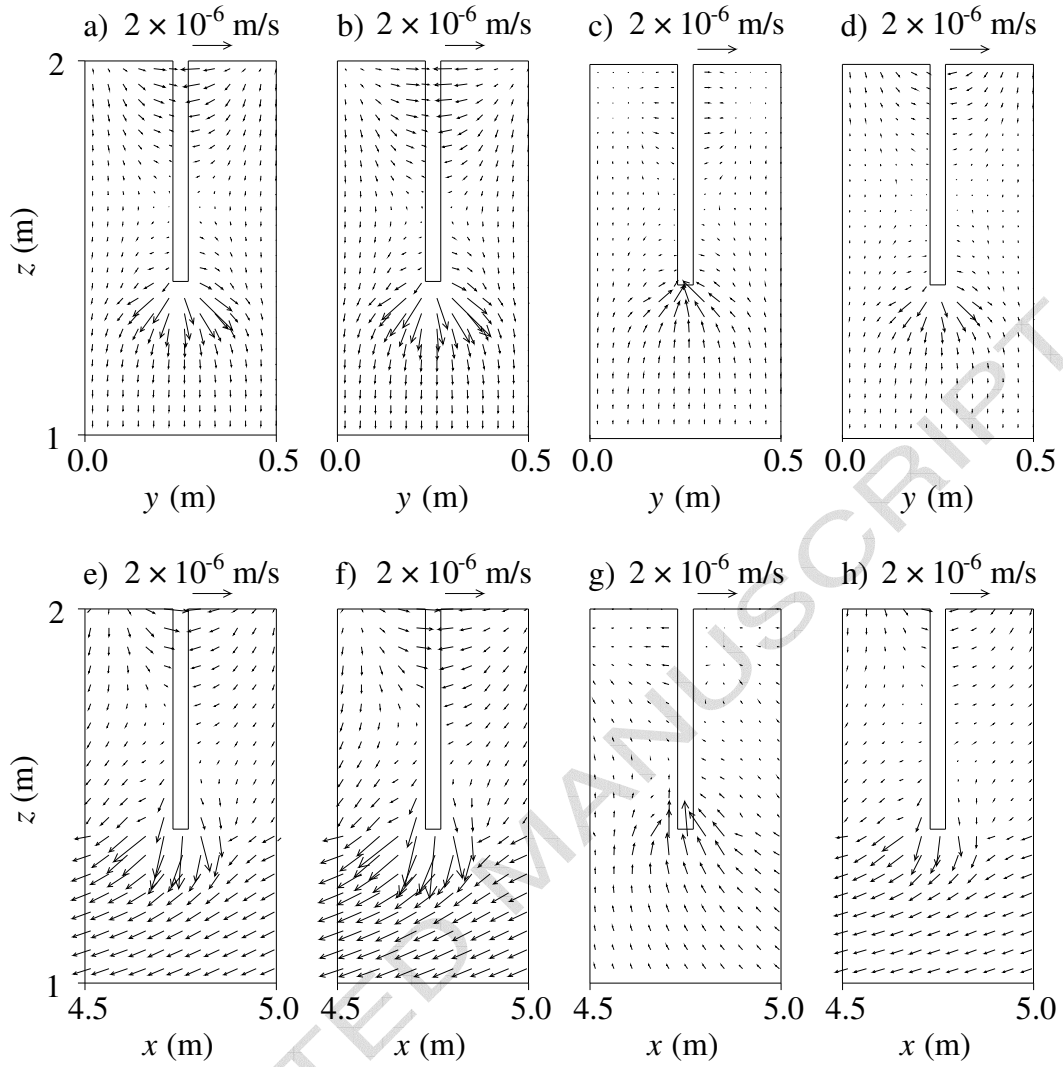 a) 2 × 10⁻⁶ m/s
b) 2 × 10⁻⁶ m/s
c) 2 × 10⁻⁶ m/s
d) 2 × 10⁻⁶ m/s
2
z (m)
1
0.0 0.5
0.0 0.5
0.0 0.5
0.0 0.5
y (m)
y (m)
y (m)
y (m)
e) 2 × 10⁻⁶ m/s
f) 2 × 10⁻⁶ m/s
g) 2 × 10⁻⁶ m/s
h) 2 × 10⁻⁶ m/s
2
z (m)
1
4.5 5.0
4.5 5.0
4.5 5.0
4.5 5.0
x (m)
x (m)
x (m)
x (m)
TED MANUSCRIPT